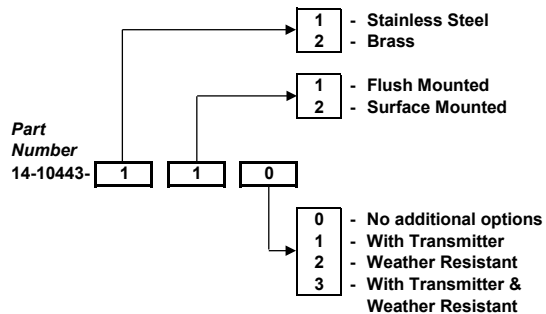 1 - Stainless Steel
2 - Brass
1 - Flush Mounted
2 - Surface Mounted
Part
Number
14-10443- 1 1 0
0 - No additional options
1 - With Transmitter
2 - Weather Resistant
3 - With Transmitter &
Weather Resistant